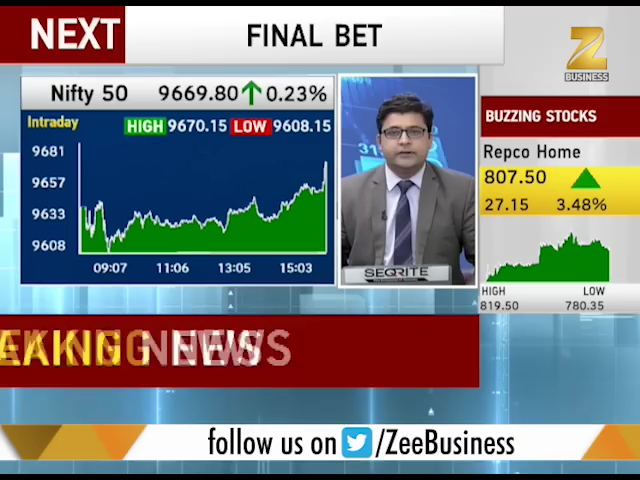 NEXT
FINAL BET
Z
BUSINESS
Nifty 50 9669.80 0.23%
Intraday
HIGH 9670.15 LOW 9608.15
9681
9657
9633
9608
09:07 11:06 13:05 15:03
SEQRITE
BUZZING STOCKS
Repco Home
807.50
27.15 3.48%
HIGH LOW
819.50 780.35
NEWS
follow us on /ZeeBusiness